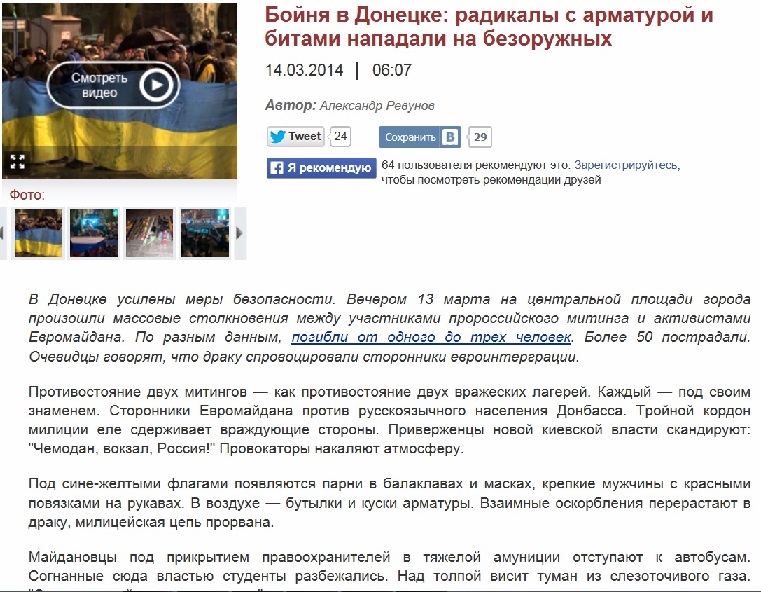 Бойня в Донецке: радикалы с арматурой и
битами нападали на безоружных
14.03.2014 | 06:07
Автор: Александр Ревунов
Tweet 24 Сохранить В 29
Я рекомендую 64 пользователя рекомендуют это. Зарегистрируйтесь,
чтобы посмотреть рекомендации друзей
Смотреть
видео
Фото:
В Донецке усилены меры безопасности. Вечером 13 марта на центральной площади города
произошли массовые столкновения между участниками пророссийского митинга и активистами
Евромайдана. По разным данным, погибли от одного до трех человек. Более 50 пострадали.
Очевидцы говорят, что драку спровоцировали сторонники евроинтерграции.
Противостояние двух митингов — как противостояние двух вражеских лагерей. Каждый — под своим
знаменем. Сторонники Евромайдана против русскоязычного населения Донбасса. Тройной кордон
милиции еле сдерживает враждующие стороны. Приверженцы новой киевской власти скандируют:
"Чемодан, вокзал, Россия!" Провокаторы накаляют атмосферу.
Под сине-желтыми флагами появляются парни в балаклавах и масках, крепкие мужчины с красными
повязками на рукавах. В воздухе — бутылки и куски арматуры. Взаимные оскорбления перерастают в
драку, милицейская цепь прорвана.
Майдановцы под прикрытием правоохранителей в тяжелой амуниции отступают к автобусам.
Согнанные сюда властью студенты разбежались. Над толпой висит туман из слезоточивого газа.